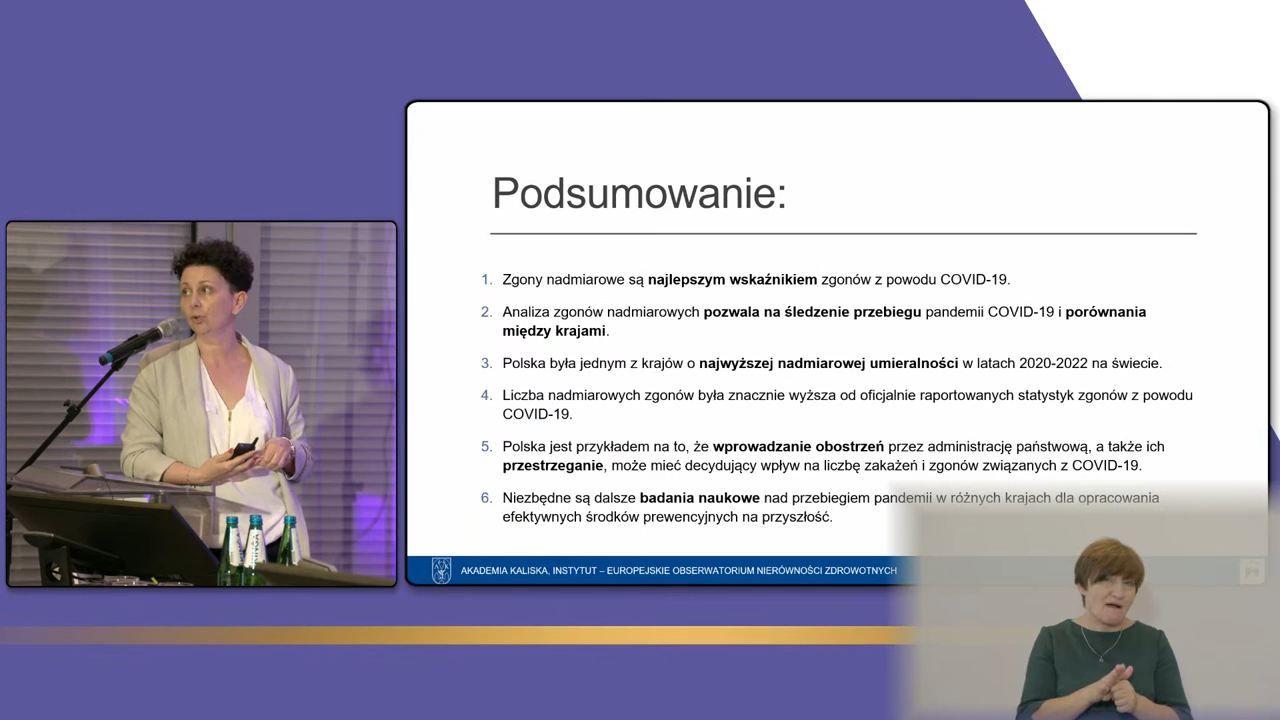 Podsumowanie:
1. Zgony nadmiarowe są najlepszym wskaźnikiem zgonów z powodu COVID-19.
2. Analiza zgonów nadmiarowych pozwala na śledzenie przebiegu pandemii COVID-19 i porównania
między krajami.
3. Polska była jednym z krajów o najwyższej nadmiarowej umieralności w latach 2020-2022 na świecie.
4. Liczba nadmiarowych zgonów była znacznie wyższa od oficjalnie raportowanych statystyk zgonów z powodu
COVID-19.
5. Polska jest przykładem na to, że wprowadzanie obostrzeń przez administrację państwową, a także ich
przestrzeganie, może mieć decydujący wpływ na liczbę zakażeń i zgonów związanych z COVID-19.
6. Niezbędne są dalsze badania naukowe nad przebiegiem pandemii w różnych krajach dla opracowania
efektywnych środków prewencyjnych na przyszłość.
AKADEMIA KALISKA, INSTYTUT – EUROPEJSKIE OBSERWATORIUM NIERÓWNOŚCI ZDROWOTNYCH